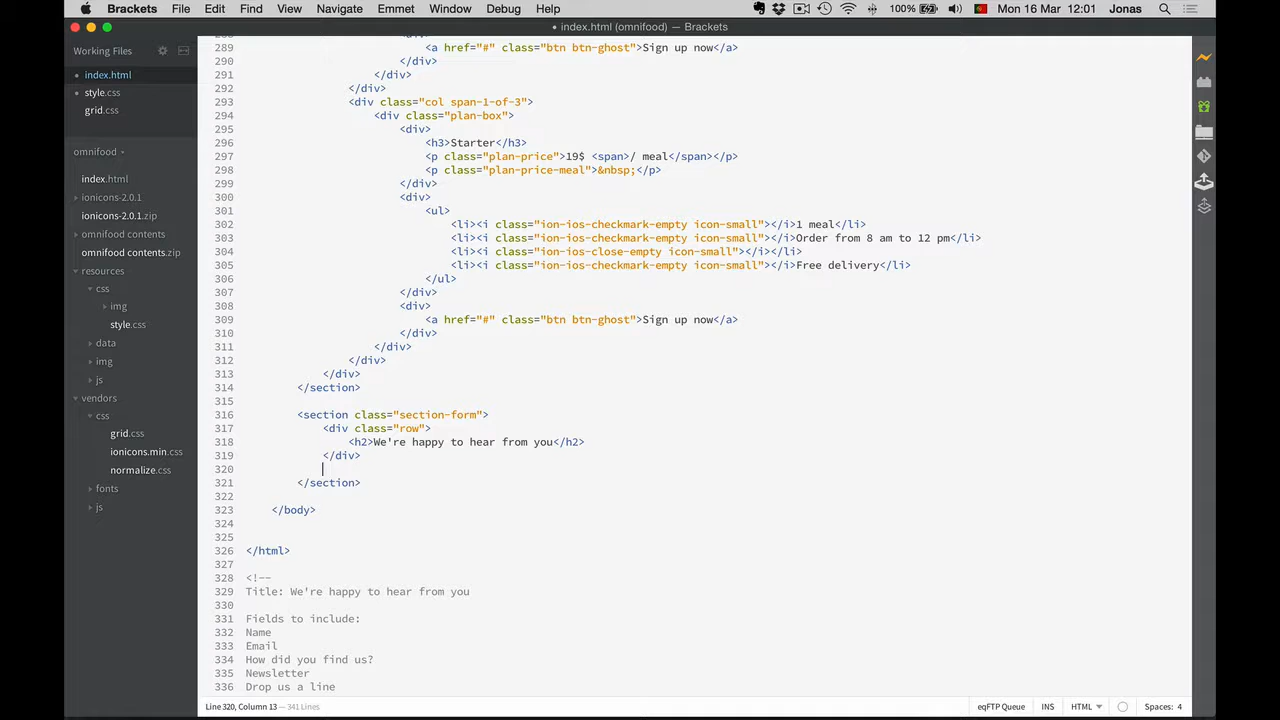 Brackets File Edit Find View Navigate Emmet Window Debug Help 100% Mon 16 Mar 12:01 Jonas
index.html (omnifood) — Brackets
Working Files
index.html
style.css
grid.css
omnifood
index.html
ionicons-2.0.1
ionicons-2.0.1.zip
omnifood contents
omnifood contents.zip
resources
css
img
style.css
data
img
js
vendors
css
grid.css
ionicons.min.css
normalize.css
fonts
js
289 <a href="#" class="btn btn-ghost">Sign up now</a>
290 </div>
291 </div>
292 </div>
293 <div class="col span-1-of-3">
294 <div class="plan-box">
295 <div>
296 <h3>Starter</h3>
297 <p class="plan-price">19$ <span>/ meal</span></p>
298 <p class="plan-price-meal">&nbsp;</p>
299 </div>
300 <div>
301 <ul>
302 <li><i class="ion-ios-checkmark-empty icon-small"></i>1 meal</li>
303 <li><i class="ion-ios-checkmark-empty icon-small"></i>Order from 8 am to 12 pm</li>
304 <li><i class="ion-ios-close-empty icon-small"></i></li>
305 <li><i class="ion-ios-checkmark-empty icon-small"></i>Free delivery</li>
306 </ul>
307 </div>
308 <div>
309 <a href="#" class="btn btn-ghost">Sign up now</a>
310 </div>
311 </div>
312 </div>
313 </div>
314 </section>
315
316 <section class="section-form">
317 <div class="row">
318 <h2>We're happy to hear from you</h2>
319 </div>
320
321 </section>
322
323 </body>
324
325
326 </html>
327
328 <!--
329 Title: We're happy to hear from you
330
331 Fields to include:
332 Name
333 Email
334 How did you find us?
335 Newsletter
336 Drop us a line
Line 320, Column 13 — 341 Lines eqFTP Queue INS HTML Spaces: 4